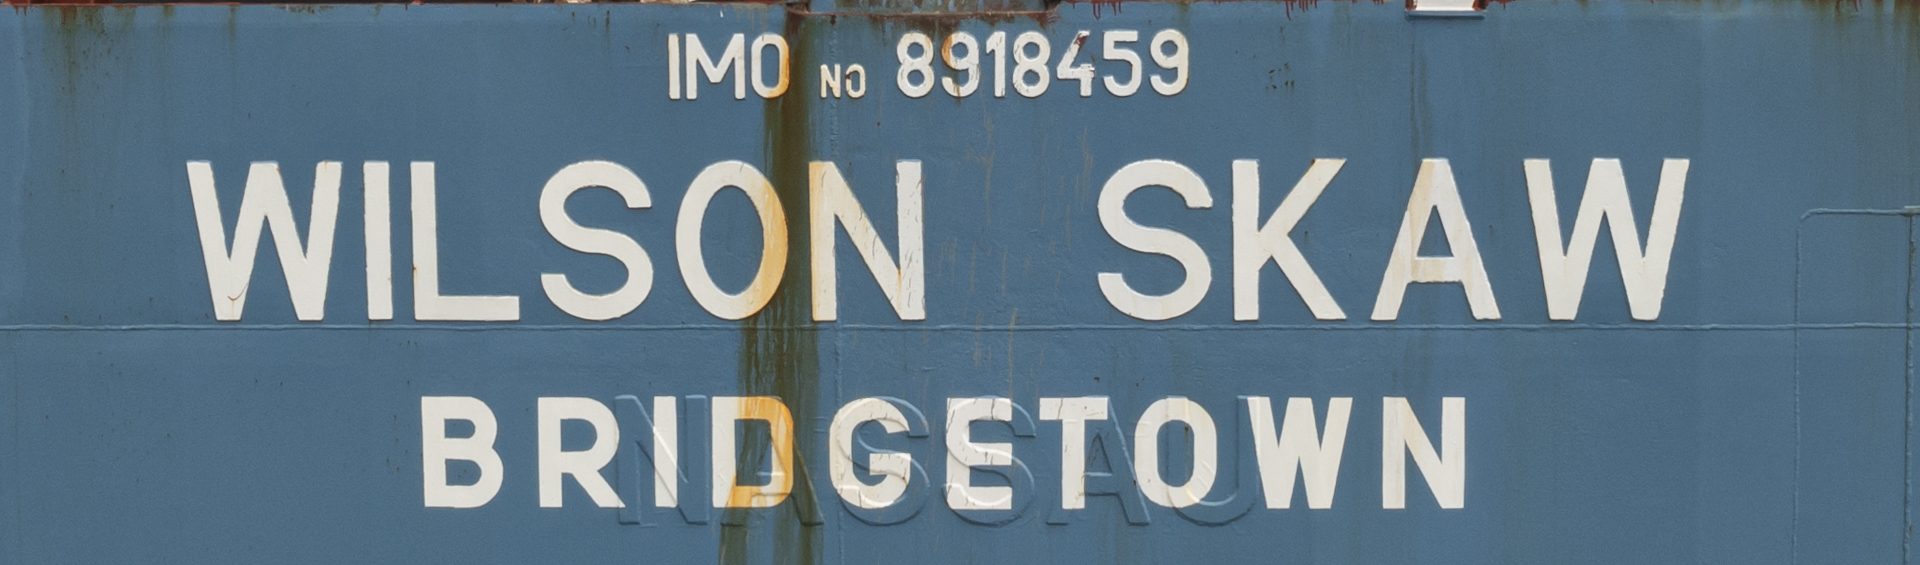 IMO NO 8918459
WILSON SKAW
BRIDGETOWN
NASSAU